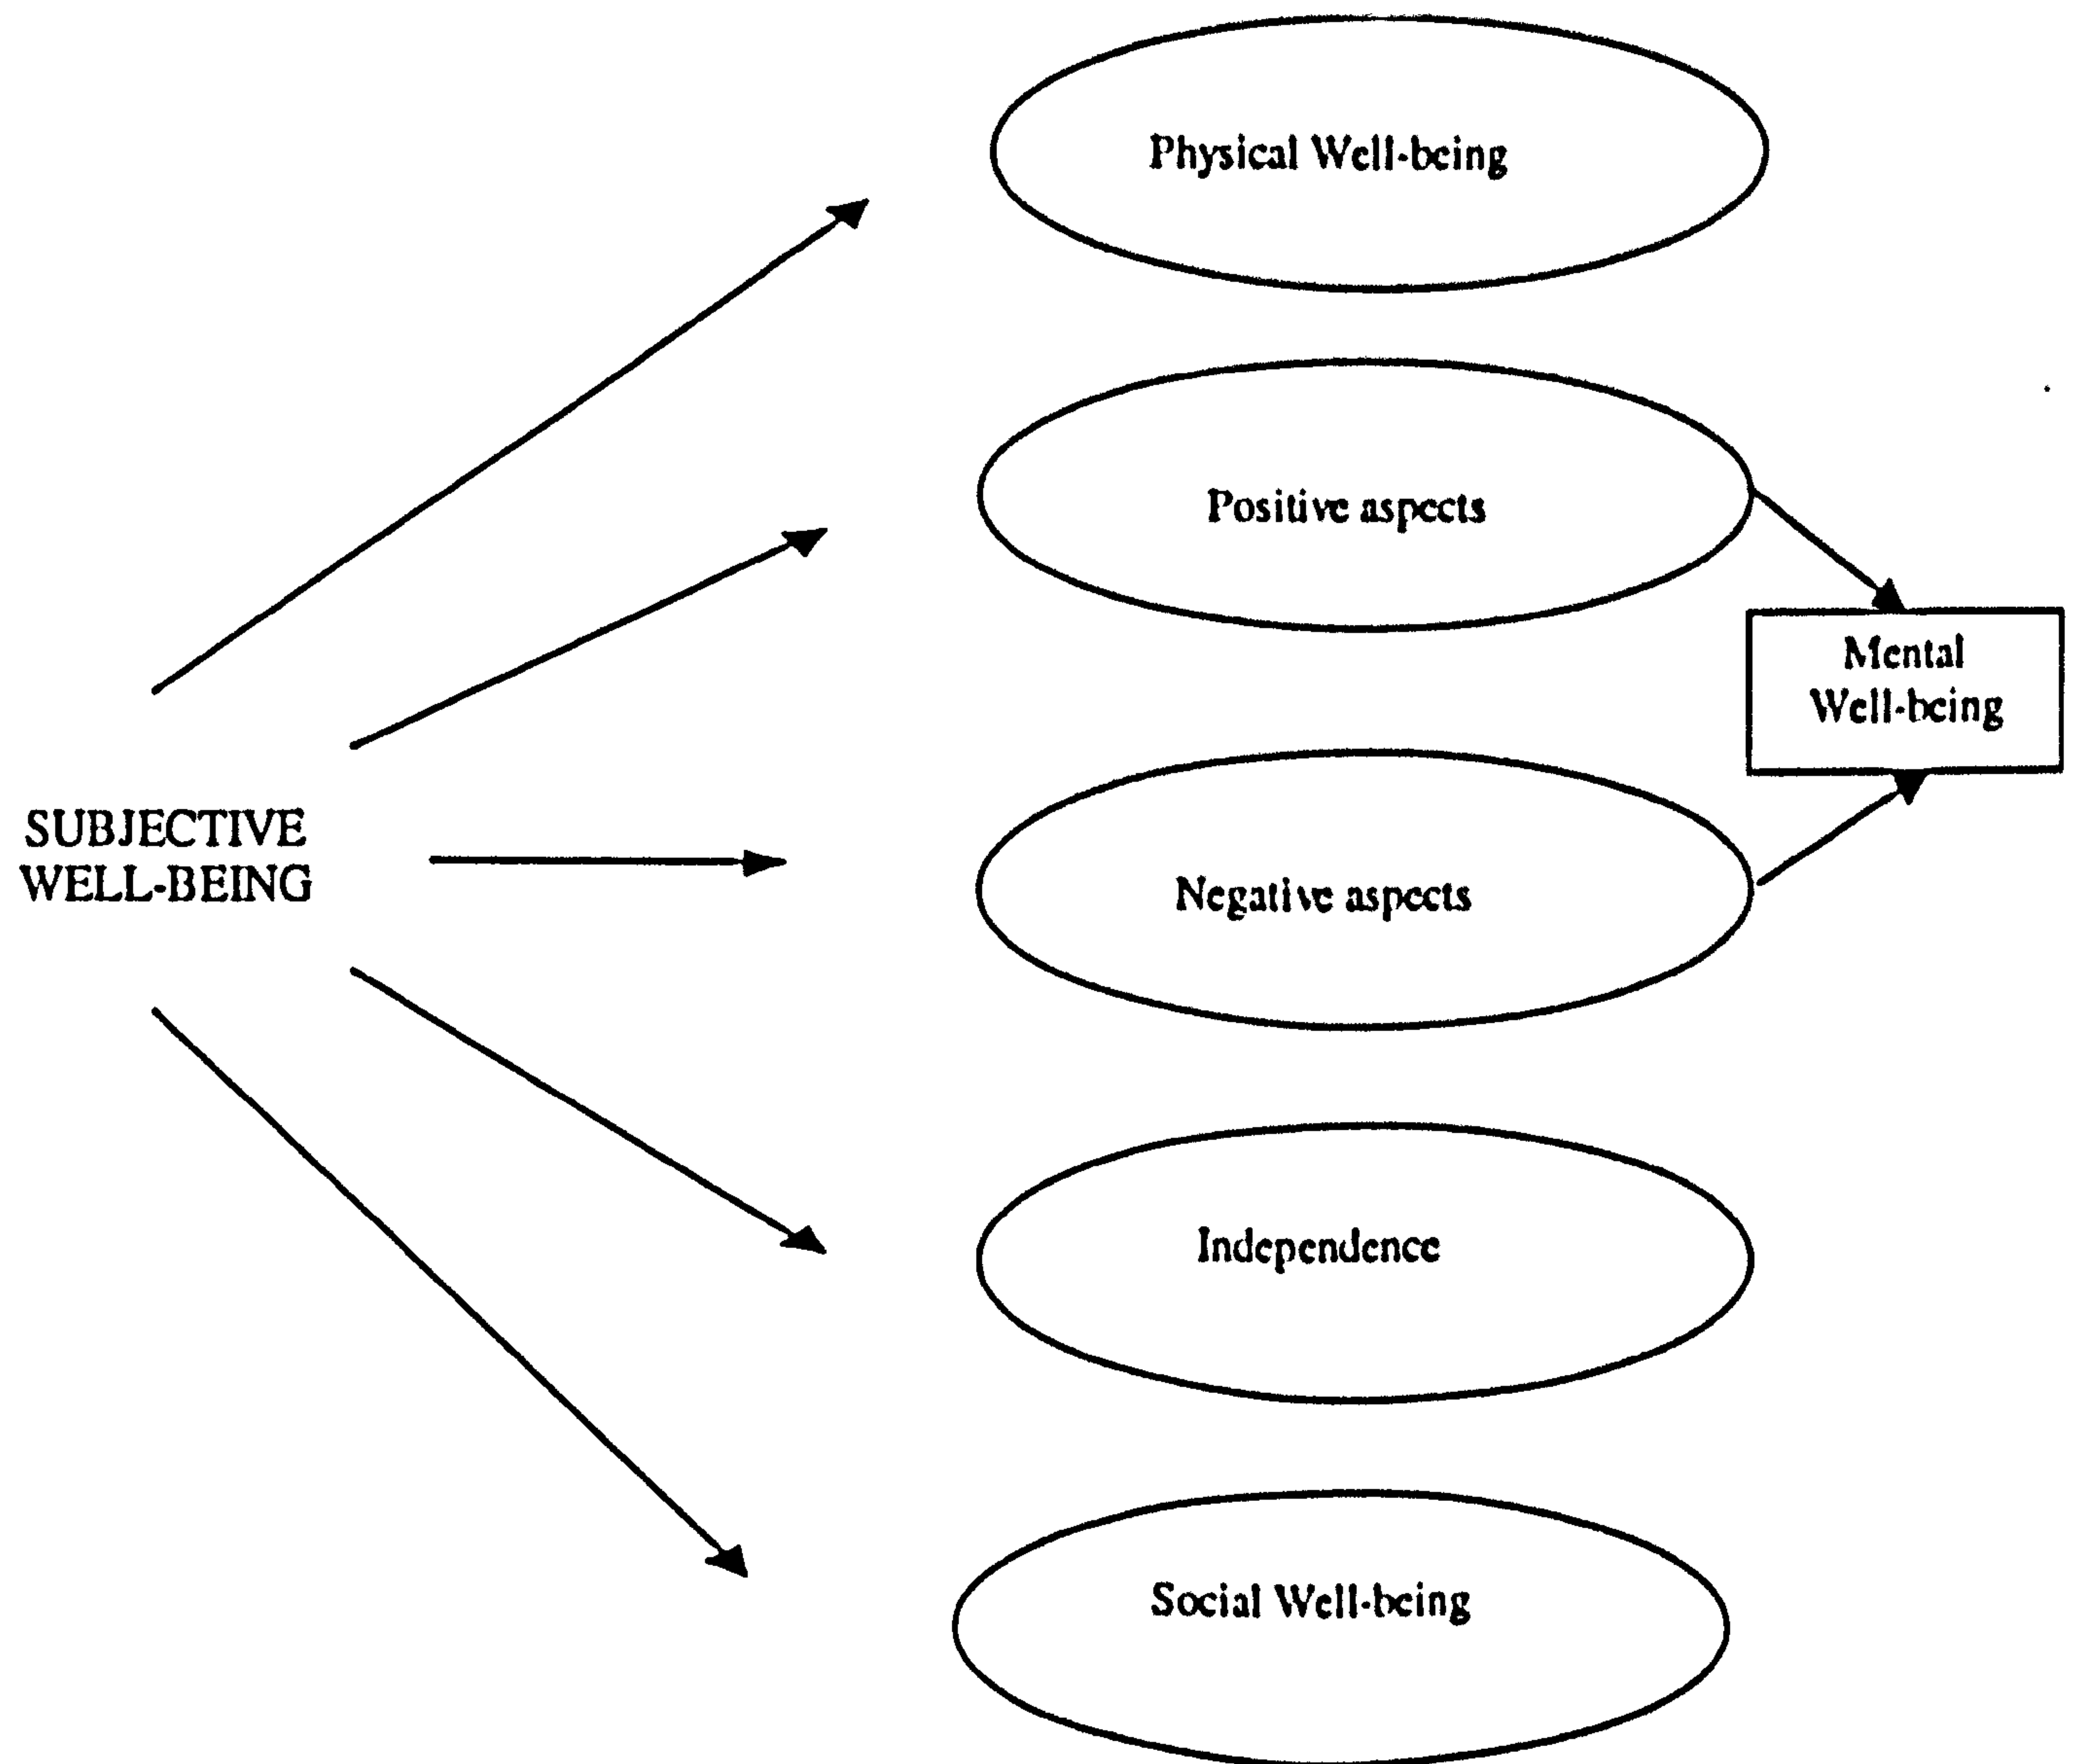 Physical Well-being
Positive aspects
Mental
Well-being
SUBJECTIVE
WELL-BEING
Negative aspects
Independence
Social Well-being